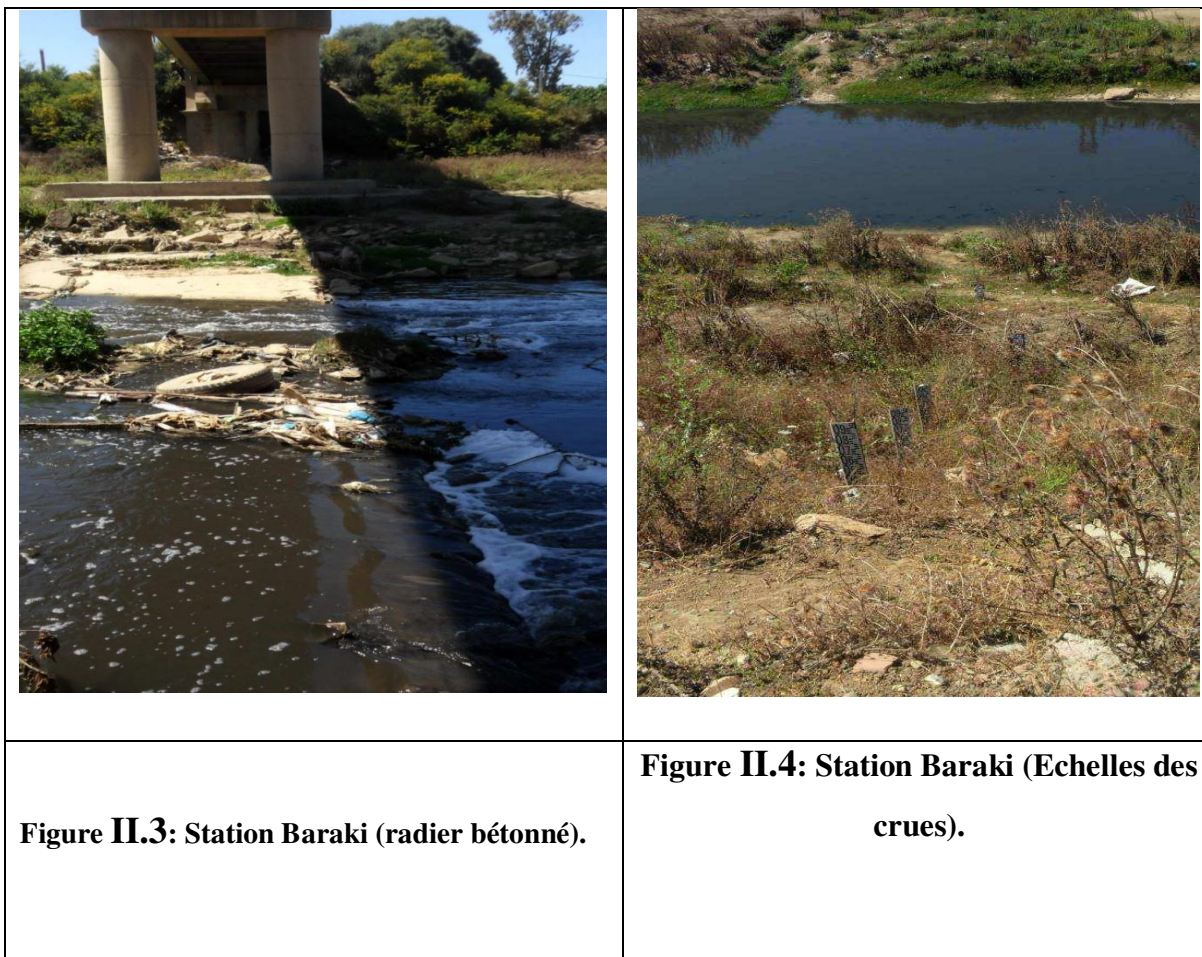 Figure II.3: Station Baraki (radier bétonné).
Figure II.4: Station Baraki (Echelles des
crues).